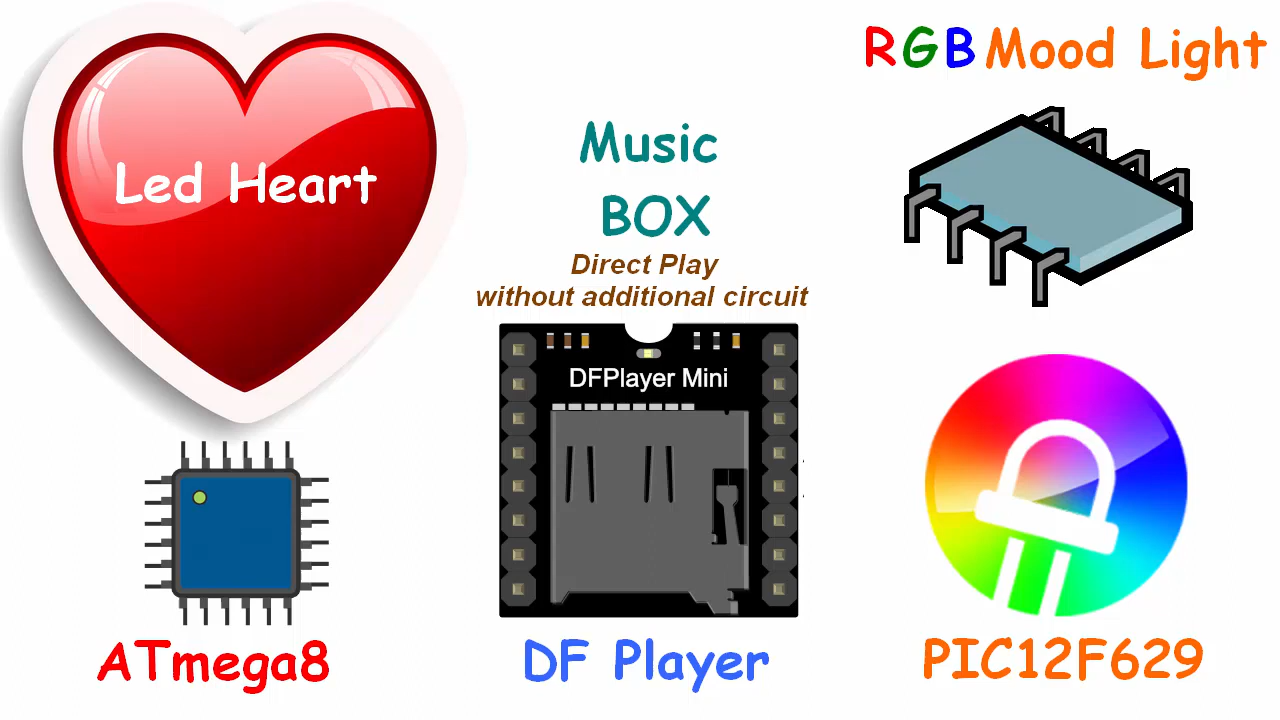 Led Heart
ATmega8
Music
BOX
Direct Play
without additional circuit
DFPlayer Mini
DF Player
RGB Mood Light
PIC12F629